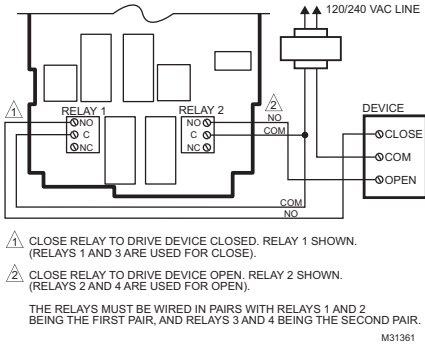 120/240 VAC LINE
1
RELAY 1
NO
C
NC
RELAY 2
NO
C
NC
2
NO
COM
DEVICE
CLOSE
COM
OPEN
COM
NO
1 CLOSE RELAY TO DRIVE DEVICE CLOSED. RELAY 1 SHOWN.
(RELAYS 1 AND 3 ARE USED FOR CLOSE).
2 CLOSE RELAY TO DRIVE DEVICE OPEN. RELAY 2 SHOWN.
(RELAYS 2 AND 4 ARE USED FOR OPEN).
THE RELAYS MUST BE WIRED IN PAIRS WITH RELAYS 1 AND 2
BEING THE FIRST PAIR, AND RELAYS 3 AND 4 BEING THE SECOND PAIR.
M31361